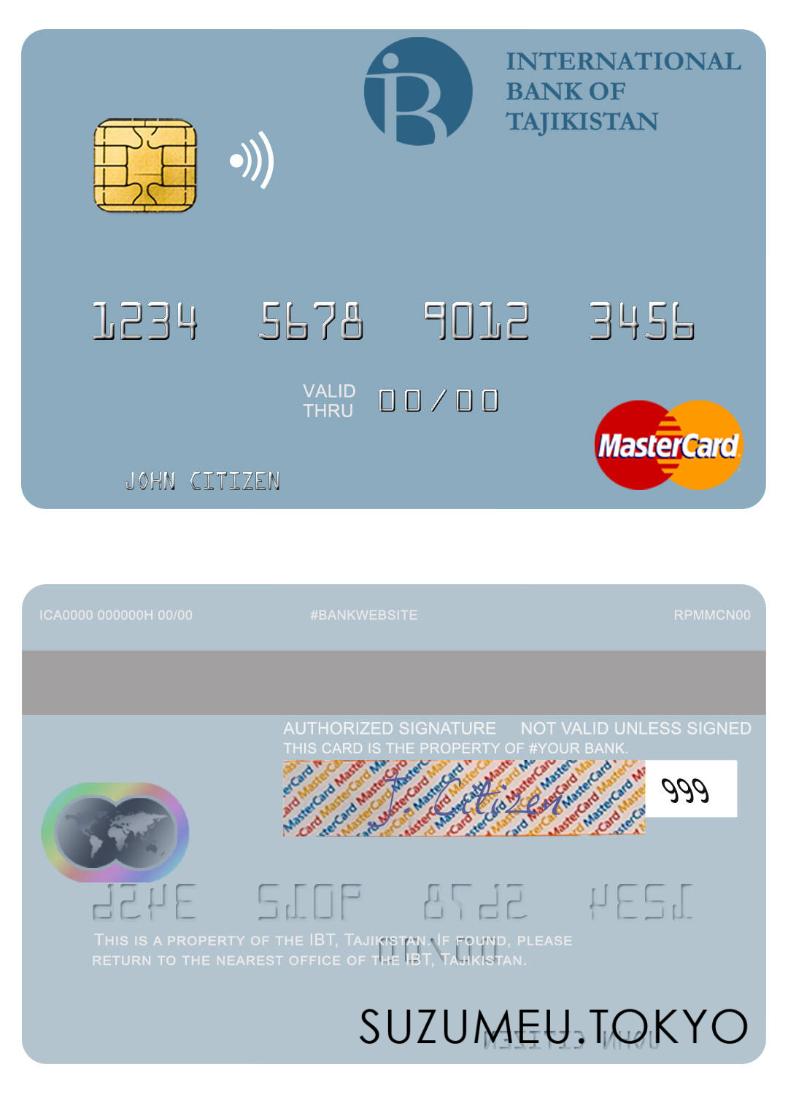 INTERNATIONAL
BANK OF
TAJIKISTAN
1234 5678 9012 3456
VALID
THRU 00/00
MasterCard
JOHN CITIZEN
ICA0000 000000H 00/00 #BANKWEBSITE RPMMCN00
AUTHORIZED SIGNATURE NOT VALID UNLESS SIGNED
THIS CARD IS THE PROPERTY OF #YOUR BANK.
J Citizen 999
THIS IS A PROPERTY OF THE IBT, TAJIKISTAN. IF FOUND, PLEASE
RETURN TO THE NEAREST OFFICE OF THE IBT, TAJIKISTAN.
SUZUMEU.TOKYO